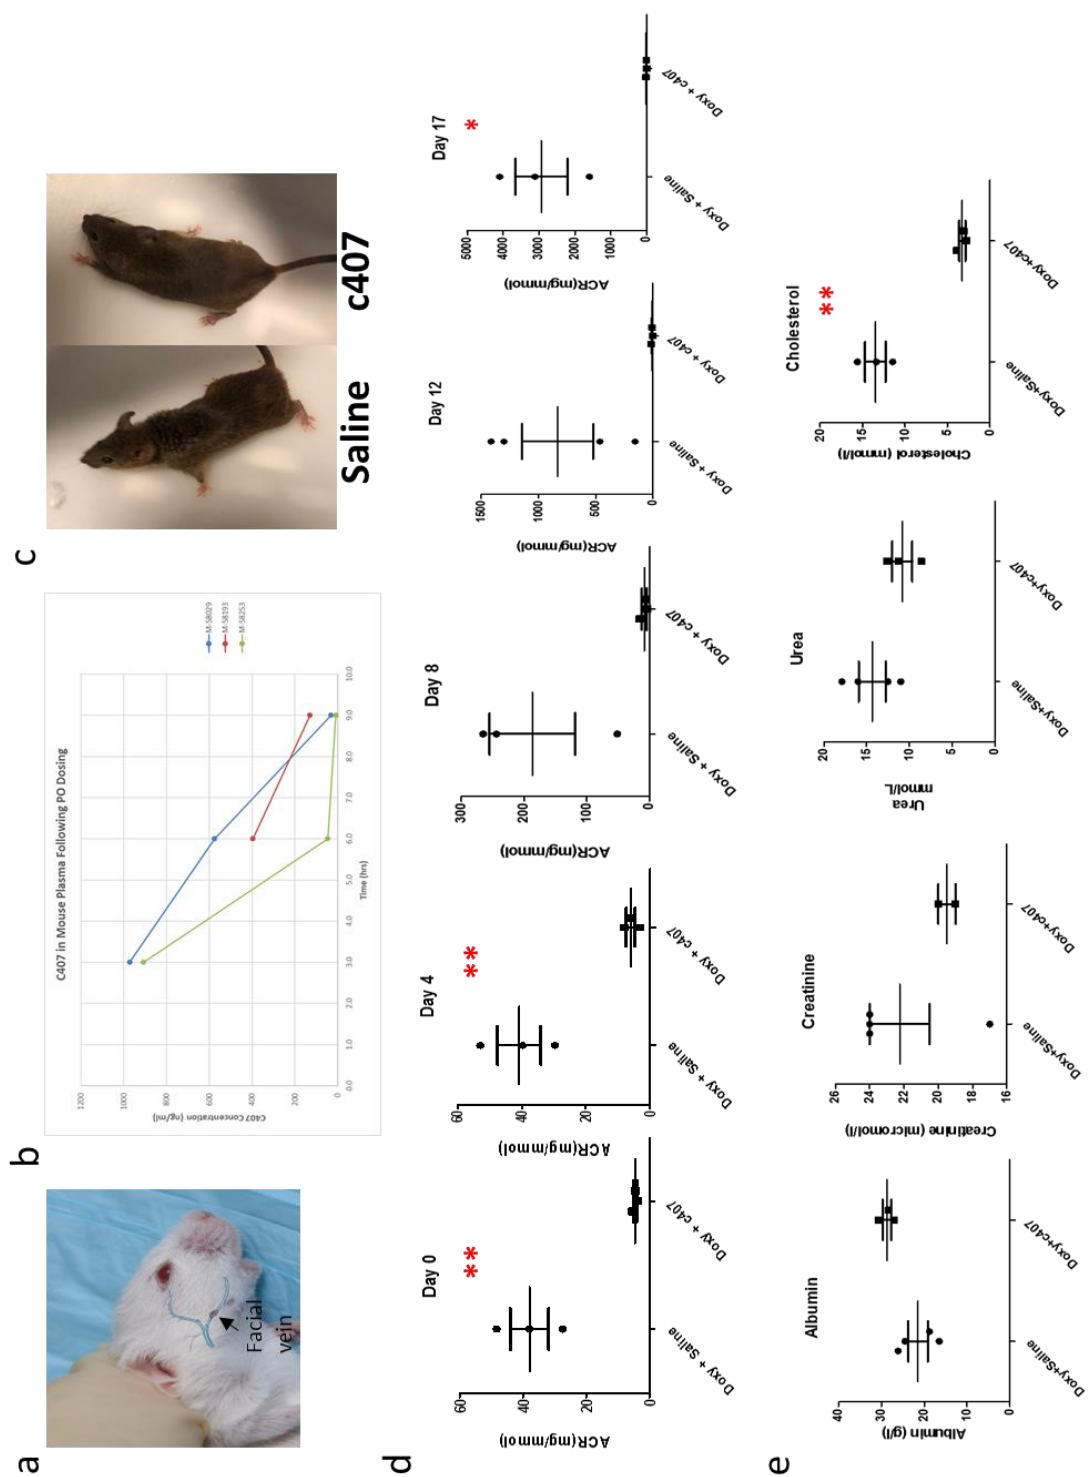 a
Facial
vein
b
C407 in Mouse Plasma Following PO Dosing
C407 Concentration (ng/ml)
1200
1000
800
600
400
200
0
0.0 1.0 2.0 3.0 4.0 5.0 6.0 7.0 8.0 9.0 10.0
Time (hrs)
M-58029
M-58193
M-58253
c
Saline c407
d
Day 0
**
ACR(mg/mmol)
60
40
20
0
Doxy + Saline
Doxy + c407
Day 4
**
ACR(mg/mmol)
60
40
20
0
Doxy + Saline
Doxy + c407
Day 8
ACR(mg/mmol)
300
200
100
0
Doxy + Saline
Doxy + c407
Day 12
ACR(mg/mmol)
1500
1000
500
0
Doxy + Saline
Doxy + c407
Day 17
*
ACR(mg/mmol)
5000
4000
3000
2000
1000
0
Doxy + Saline
Doxy + c407
e
Albumin
Albumin (g/l)
40
30
20
10
0
Doxy+Saline
Doxy+c407
Creatinine
Creatinine (micromol/l)
26
24
22
20
18
16
Doxy+Saline
Doxy+c407
Urea
Urea
mmol/L
20
15
10
5
0
Doxy+Saline
Doxy+c407
Cholesterol
**
Cholesterol (mmol/l)
20
15
10
5
0
Doxy+Saline
Doxy+c407